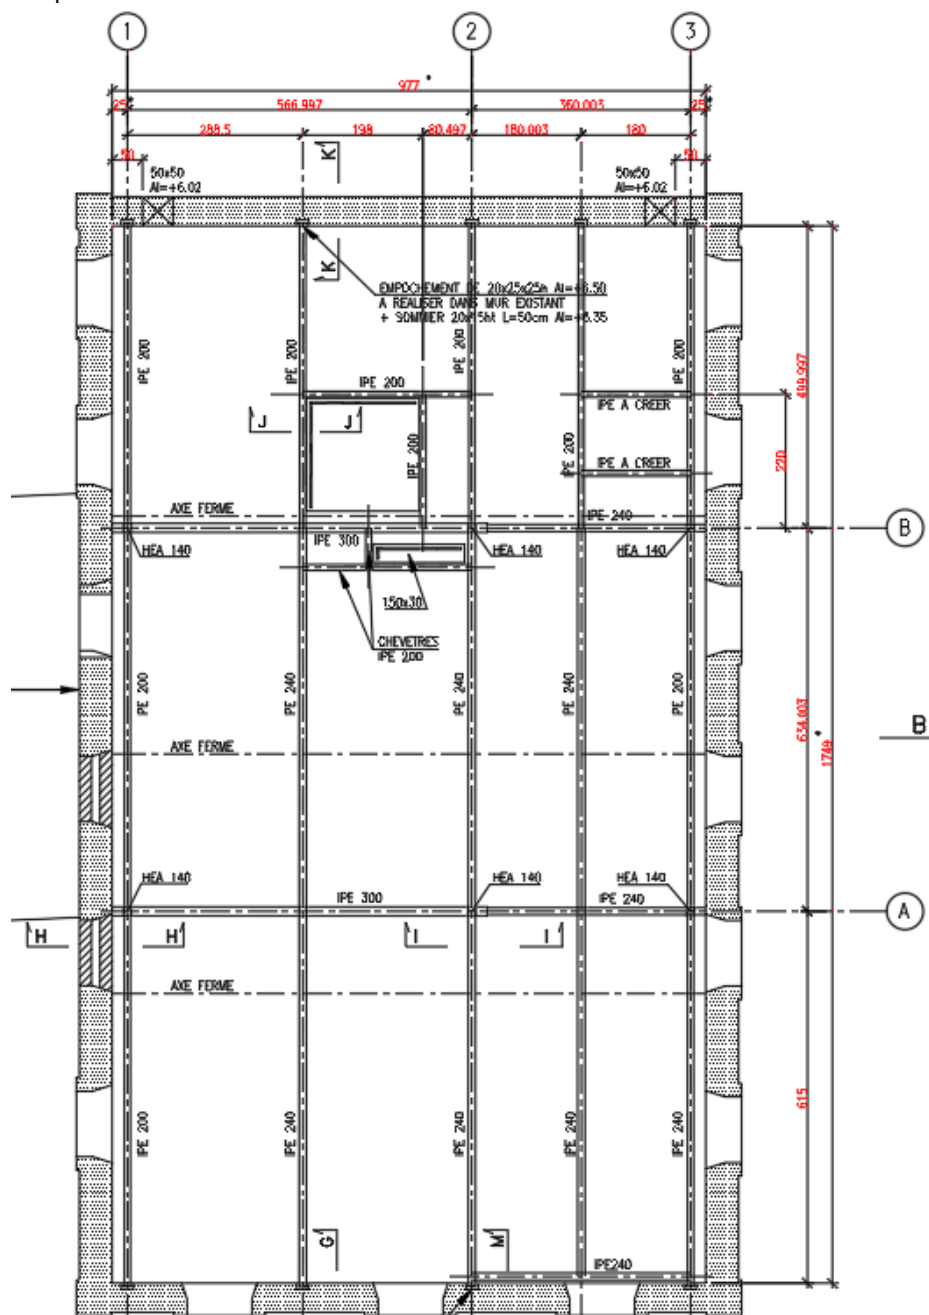 1
2
3
977 *
25*
566.997
360.003
25*
288.5
198
80.497
180.003
180
50
50
K
50x50
Al=+6.02
50x50
Al=+6.02
K
EMPOCHEMENT DE 20x25x25h Al=+6.50
A REALISER DANS MUR EXISTANT
+ SOMMIER 20x15ht L=50cm Al=+6.35
IPE 200
IPE 200
IPE 200
IPE 200
499.997
IPE 200
IPE A CREER
J
J
IPE 200
IPE 200
IPE A CREER
220
AXE FERME
IPE 240
B
HEA 140
IPE 300
HEA 140
HEA 140
150x30
CHEVETRES
IPE 200
PE 200
IPE 240
IPE 240
IPE 240
IPE 200
634.003
*
1749
B
AXE FERME
HEA 140
HEA 140
HEA 140
IPE 300
IPE 240
A
H
H
I
I
AXE FERME
615
IPE 200
IPE 240
IPE 240
IPE 240
IPE 240
G
M
IPE240